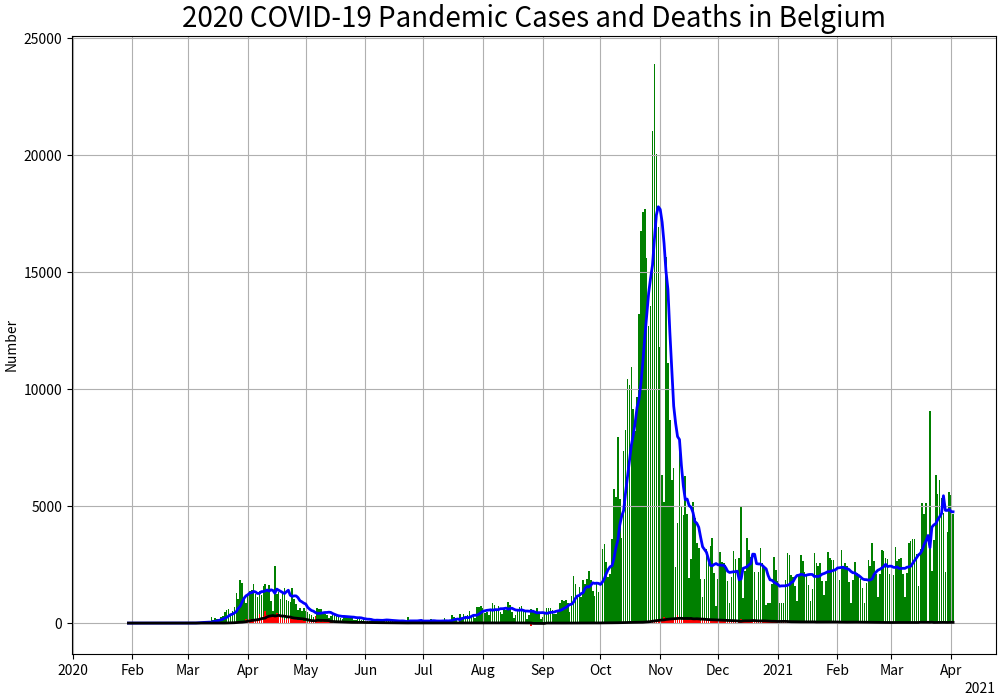 2020 COVID-19 Pandemic Cases and Deaths in Belgium
25000
20000
15000
10000
5000
0
Number
2020 Feb Mar Apr May Jun Jul Aug Sep Oct Nov Dec 2021 Feb Mar Apr
2021